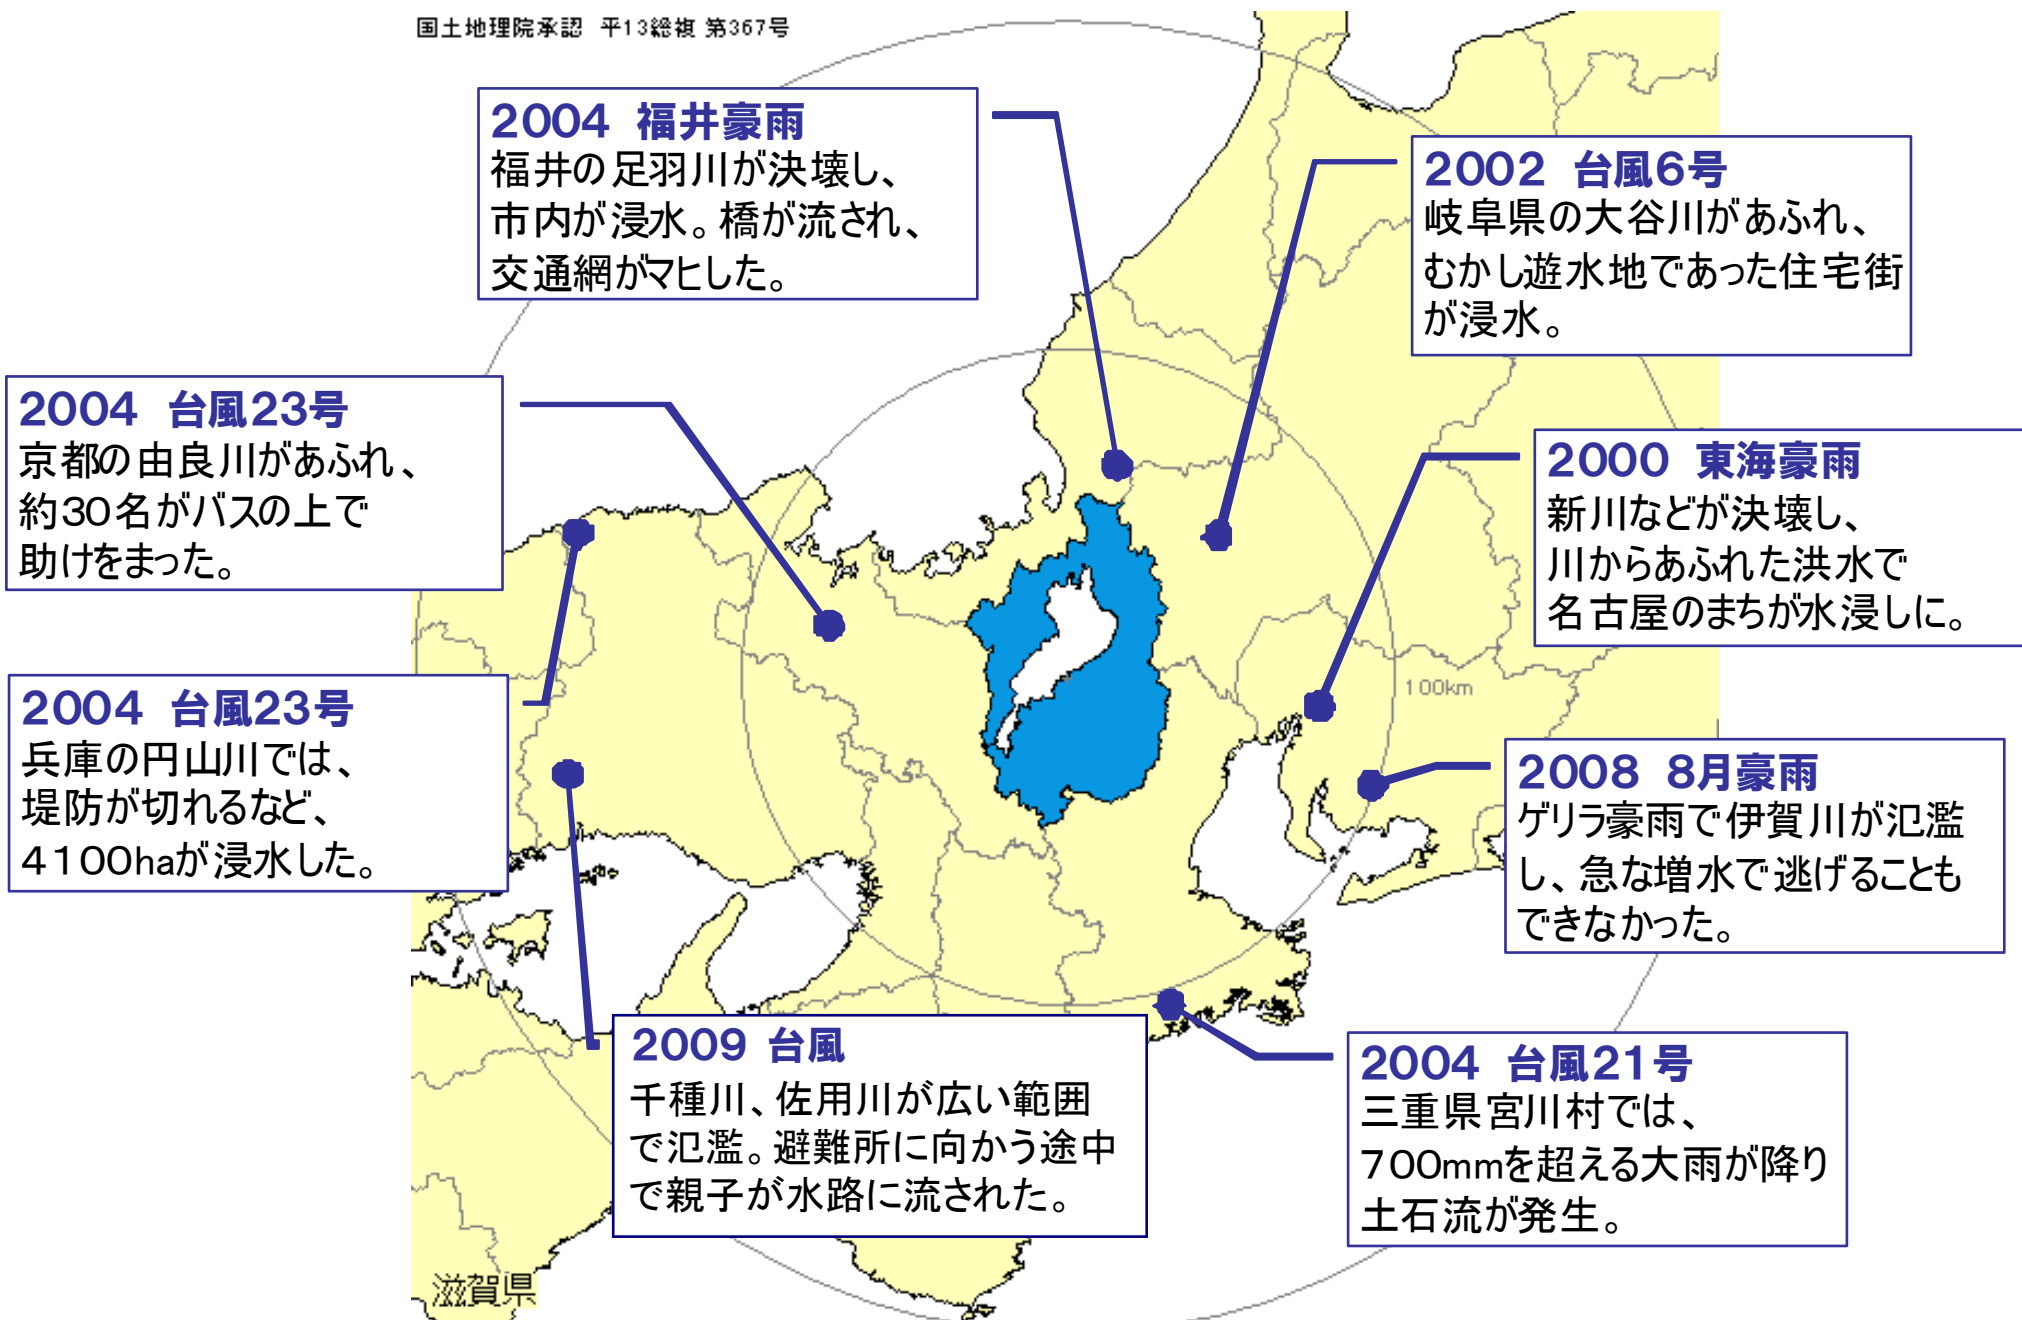 国土地理院承認 平13総複 第367号
2004 福井豪雨
福井の足羽川が決壊し、
市内が浸水。橋が流され、
交通網がマヒした。
2002 台風6号
岐阜県の大谷川があふれ、
むかし遊水地であった住宅街
が浸水。
2004 台風23号
京都の由良川があふれ、
約30名がバスの上で
助けをまった。
2000 東海豪雨
新川などが決壊し、
川からあふれた洪水で
名古屋のまちが水浸しに。
100km
2004 台風23号
兵庫の円山川では、
堤防が切れるなど、
4100haが浸水した。
2008 8月豪雨
ゲリラ豪雨で伊賀川が氾濫
し、急な増水で逃げることも
できなかった。
2009 台風
千種川、佐用川が広い範囲
で氾濫。避難所に向かう途中
で親子が水路に流された。
2004 台風21号
三重県宮川村では、
700mmを超える大雨が降り
土石流が発生。
滋賀県